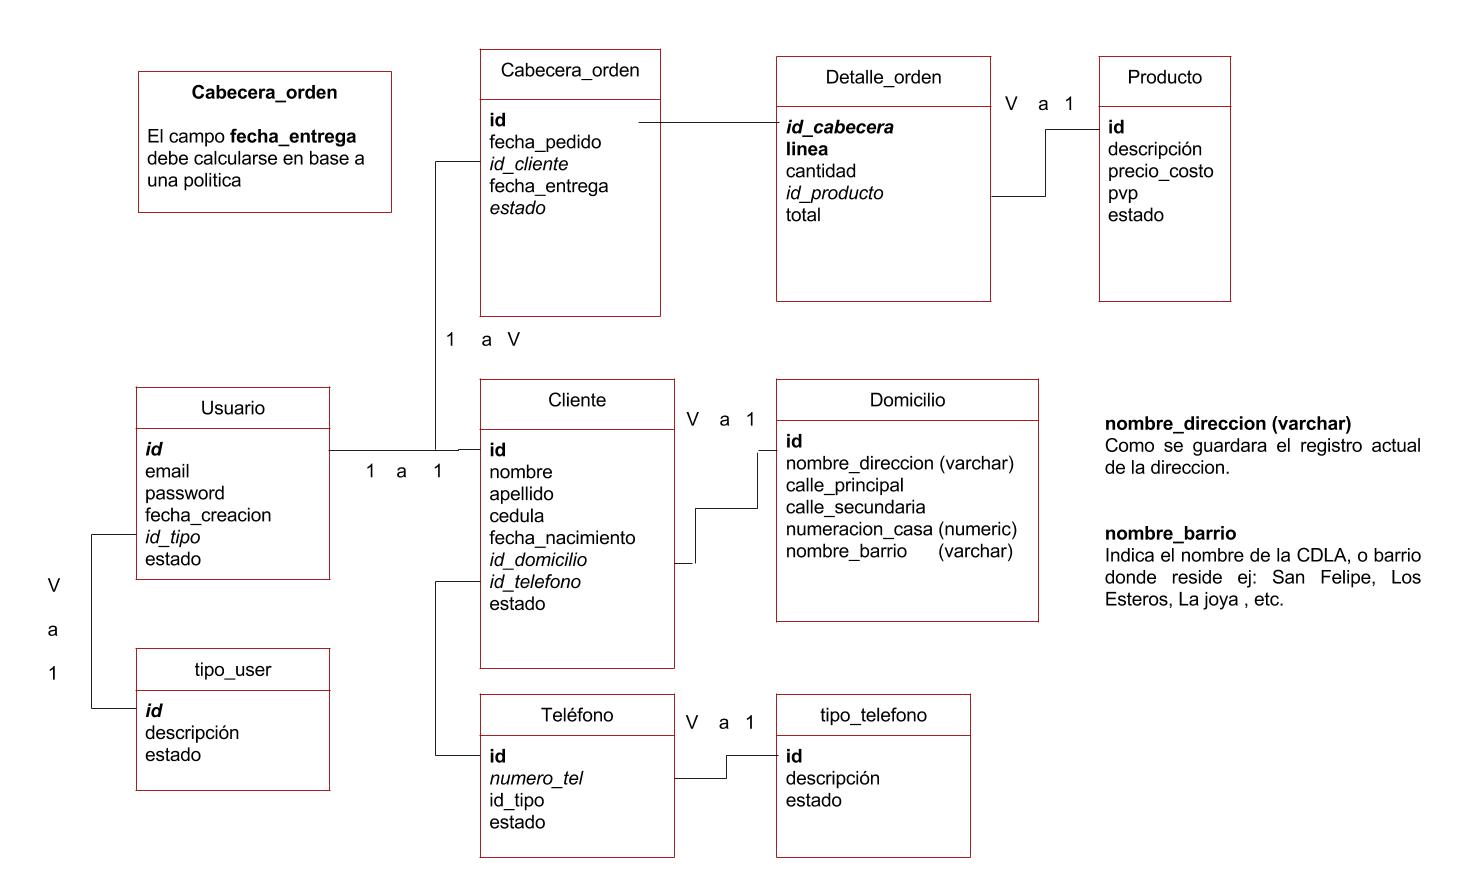 Cabecera_orden
El campo fecha_entrega
debe calcularse en base a
una politica
Cabecera_orden
id
fecha_pedido
id_cliente
fecha_entrega
estado
Detalle_orden
id_cabecera
linea
cantidad
id_producto
total
V a 1
Producto
id
descripción
precio_costo
pvp
estado
1 a V
Usuario
id
email
password
fecha_creacion
id_tipo
estado
1 a 1
Cliente
id
nombre
apellido
cedula
fecha_nacimiento
id_domicilio
id_telefono
estado
V a 1
Domicilio
id
nombre_direccion (varchar)
calle_principal
calle_secundaria
numeracion_casa (numeric)
nombre_barrio (varchar)
nombre_direccion (varchar)
Como se guardara el registro actual
de la direccion.
nombre_barrio
Indica el nombre de la CDLA, o barrio
donde reside ej: San Felipe, Los
Esteros, La joya , etc.
V
a
1
tipo_user
id
descripción
estado
Teléfono
id
numero_tel
id_tipo
estado
V a 1
tipo_telefono
id
descripción
estado